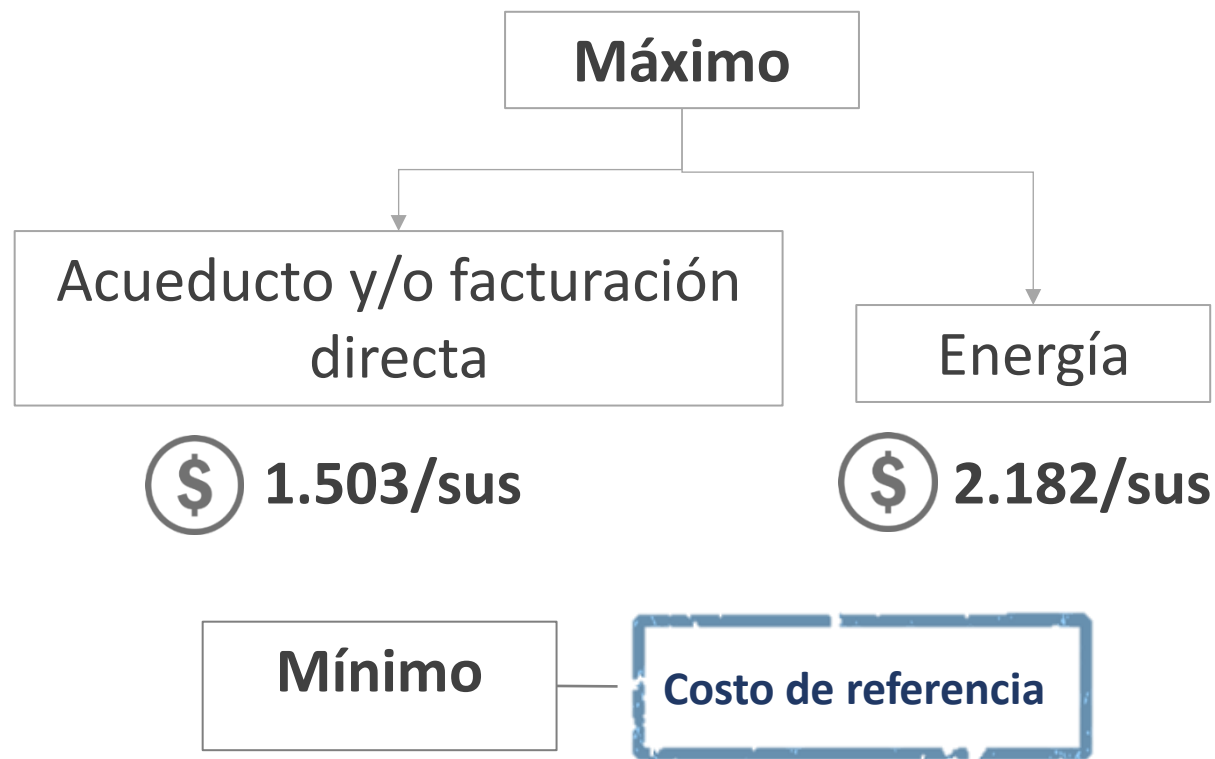 Máximo
Acueducto y/o facturación
directa
Energía
$ 1.503/sus
$ 2.182/sus
Mínimo
Costo de referencia